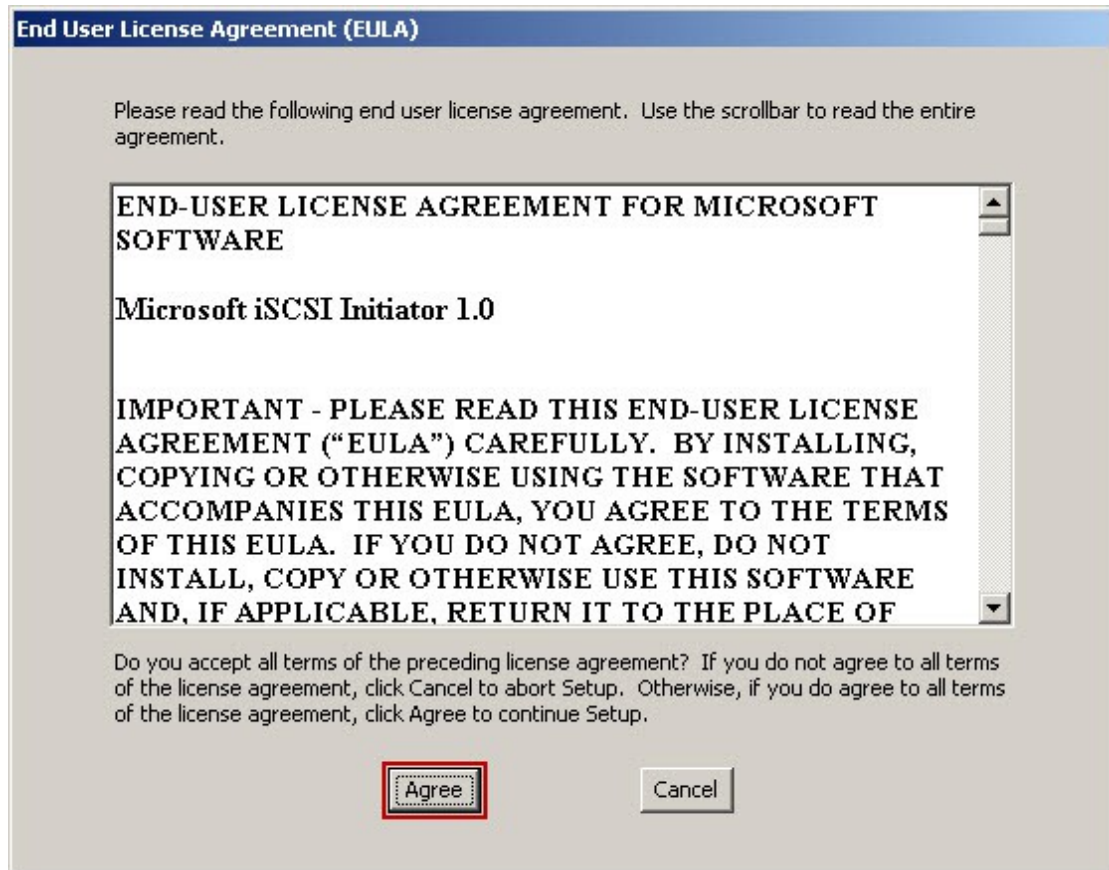 End User License Agreement (EULA)
Please read the following end user license agreement.  Use the scrollbar to read the entire
agreement.
END-USER LICENSE AGREEMENT FOR MICROSOFT
SOFTWARE
Microsoft iSCSI Initiator 1.0
IMPORTANT - PLEASE READ THIS END-USER LICENSE
AGREEMENT (“EULA”) CAREFULLY.  BY INSTALLING,
COPYING OR OTHERWISE USING THE SOFTWARE THAT
ACCOMPANIES THIS EULA, YOU AGREE TO THE TERMS
OF THIS EULA.  IF YOU DO NOT AGREE, DO NOT
INSTALL, COPY OR OTHERWISE USE THIS SOFTWARE
AND, IF APPLICABLE, RETURN IT TO THE PLACE OF
Do you accept all terms of the preceding license agreement?  If you do not agree to all terms
of the license agreement, click Cancel to abort Setup.  Otherwise, if you do agree to all terms
of the license agreement, click Agree to continue Setup.
Agree
Cancel